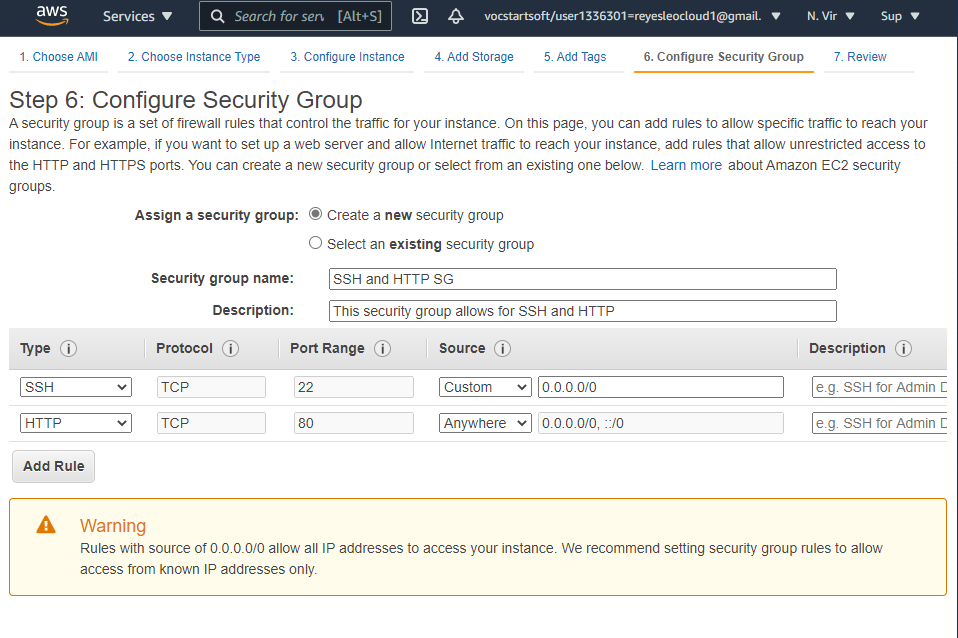 aws Services Search for serv [Alt+S] vocstartsoft/user1336301=reyesleocloud1@gmail. N. Vir Sup
1. Choose AMI 2. Choose Instance Type 3. Configure Instance 4. Add Storage 5. Add Tags 6. Configure Security Group 7. Review
Step 6: Configure Security Group
A security group is a set of firewall rules that control the traffic for your instance. On this page, you can add rules to allow specific traffic to reach your
instance. For example, if you want to set up a web server and allow Internet traffic to reach your instance, add rules that allow unrestricted access to
the HTTP and HTTPS ports. You can create a new security group or select from an existing one below. Learn more about Amazon EC2 security
groups.
Assign a security group: Create a new security group
Select an existing security group
Security group name: SSH and HTTP SG
Description: This security group allows for SSH and HTTP
Type i Protocol i Port Range i Source i Description i
SSH TCP 22 Custom 0.0.0.0/0 e.g. SSH for Admin D
HTTP TCP 80 Anywhere 0.0.0.0/0, ::/0 e.g. SSH for Admin D
Add Rule
Warning
Rules with source of 0.0.0.0/0 allow all IP addresses to access your instance. We recommend setting security group rules to allow
access from known IP addresses only.